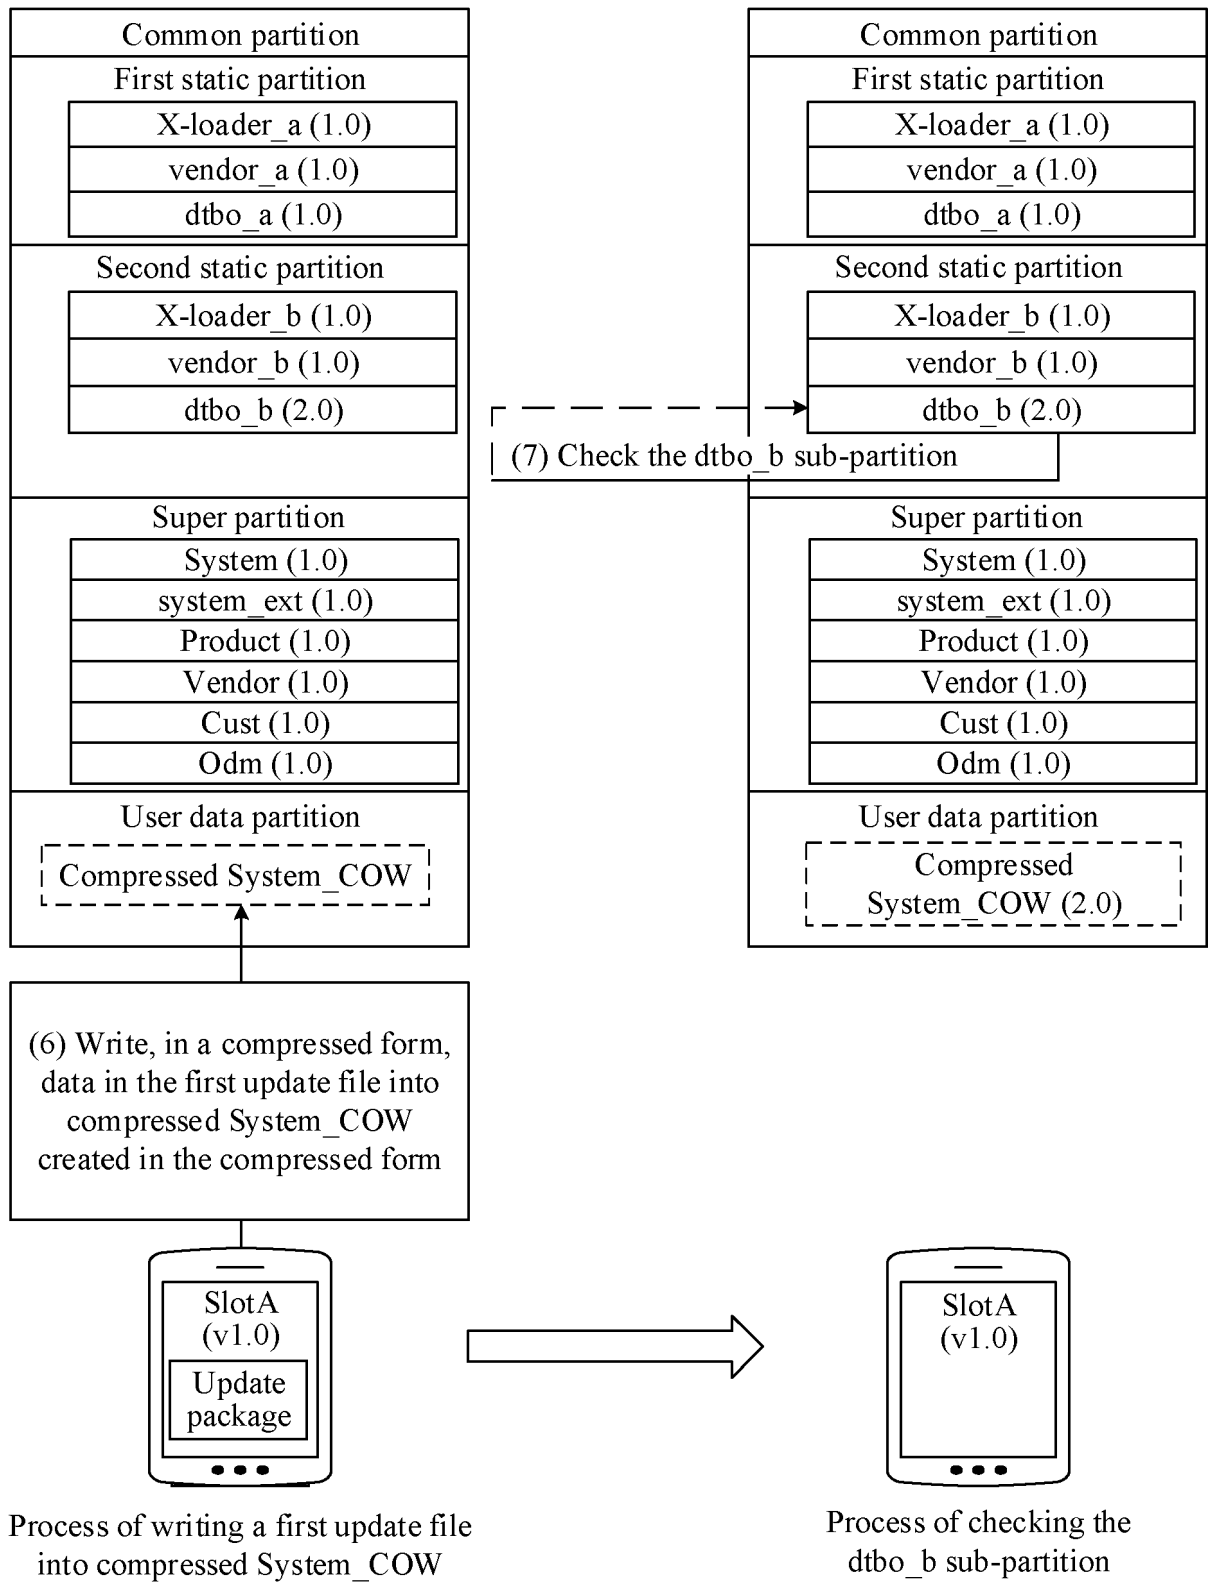 Common partition
First static partition
X-loader_a (1.0)
vendor_a (1.0)
dtbo_a (1.0)
Second static partition
X-loader_b (1.0)
vendor_b (1.0)
dtbo_b (2.0)
Super partition
System (1.0)
system_ext (1.0)
Product (1.0)
Vendor (1.0)
Cust (1.0)
Odm (1.0)
User data partition
Compressed System_COW
(6) Write, in a compressed form,
data in the first update file into
compressed System_COW
created in the compressed form
SlotA
(v1.0)
Update
package
Process of writing a first update file
into compressed System_COW
Common partition
First static partition
X-loader_a (1.0)
vendor_a (1.0)
dtbo_a (1.0)
Second static partition
X-loader_b (1.0)
vendor_b (1.0)
dtbo_b (2.0)
(7) Check the dtbo_b sub-partition
Super partition
System (1.0)
system_ext (1.0)
Product (1.0)
Vendor (1.0)
Cust (1.0)
Odm (1.0)
User data partition
Compressed
System_COW (2.0)
SlotA
(v1.0)
Process of checking the
dtbo_b sub-partition